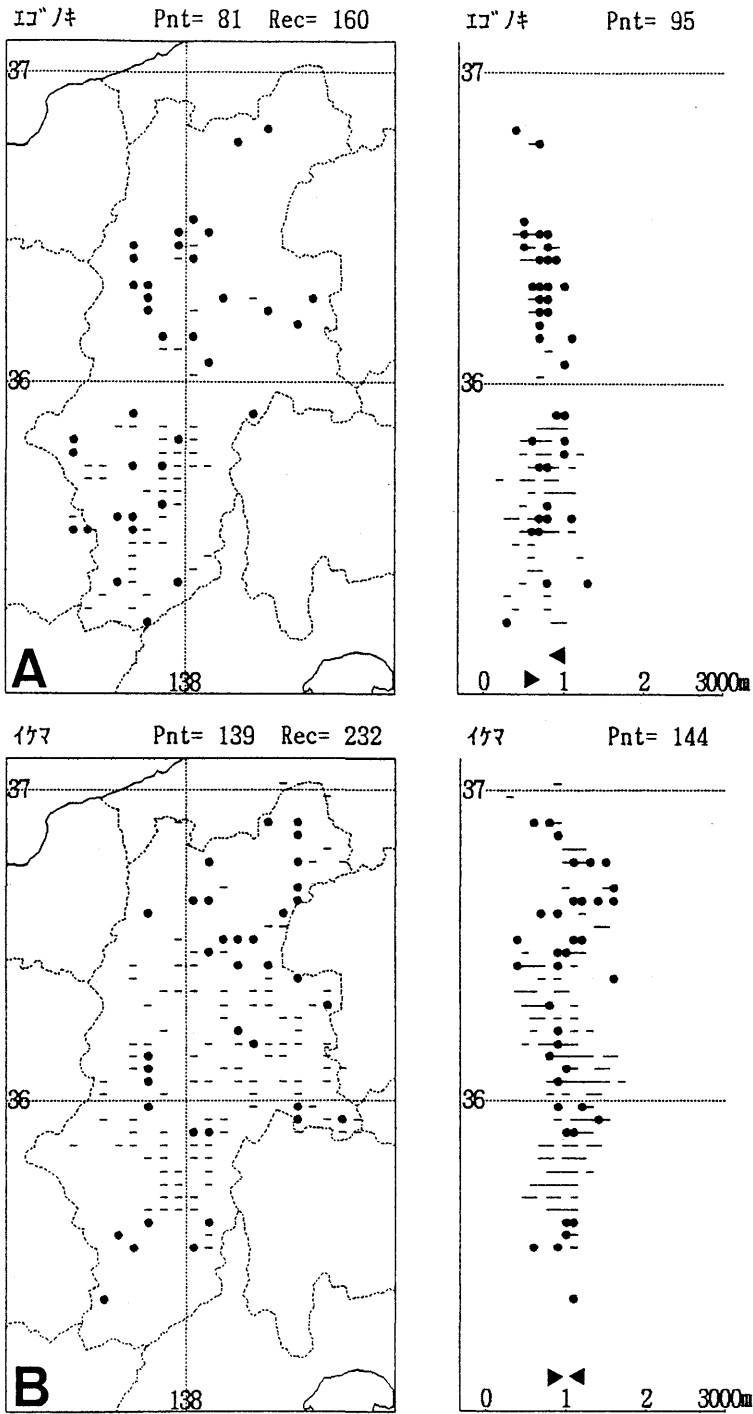 ｴｺﾞﾉｷ Pnt= 81 Rec= 160
37
36
138
A
ｴｺﾞﾉｷ Pnt= 95
37
36
0 1 2 3000m
ｲｹﾏ Pnt= 139 Rec= 232
37
36
138
B
ｲｹﾏ Pnt= 144
37
36
0 1 2 3000m